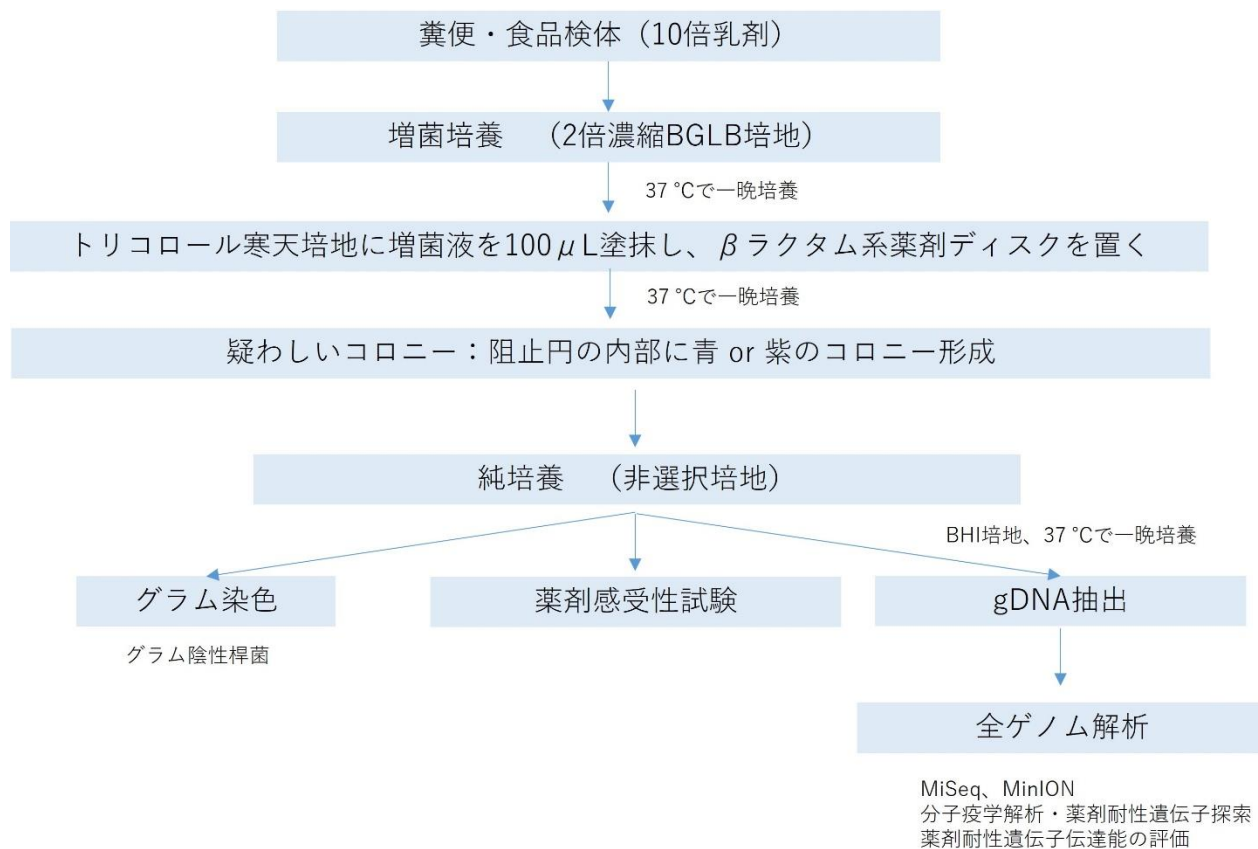 糞便・食品検体（10倍乳剤）
増菌培養　（2倍濃縮BGLB培地）
37 °Cで一晩培養
トリコロール寒天培地に増菌液を100μL塗抹し、βラクタム系薬剤ディスクを置く
37 °Cで一晩培養
疑わしいコロニー：阻止円の内部に青 or 紫のコロニー形成
純培養　（非選択培地）
BHI培地、37 °Cで一晩培養
グラム染色
薬剤感受性試験
gDNA抽出
グラム陰性桿菌
全ゲノム解析
MiSeq、MinION
分子疫学解析・薬剤耐性遺伝子探索
薬剤耐性遺伝子伝達能の評価